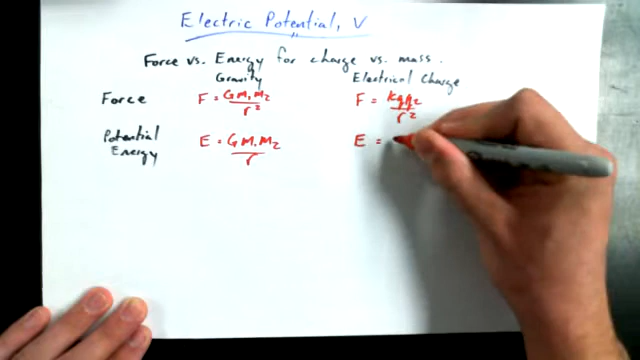 Electric Potential, V
Force vs. Energy for charge vs. mass.
Gravity Electrical Charge
Force F = GM₁M₂/r² F = kq₁q₂/r²
Potential Energy E = GM₁M₂/r E =